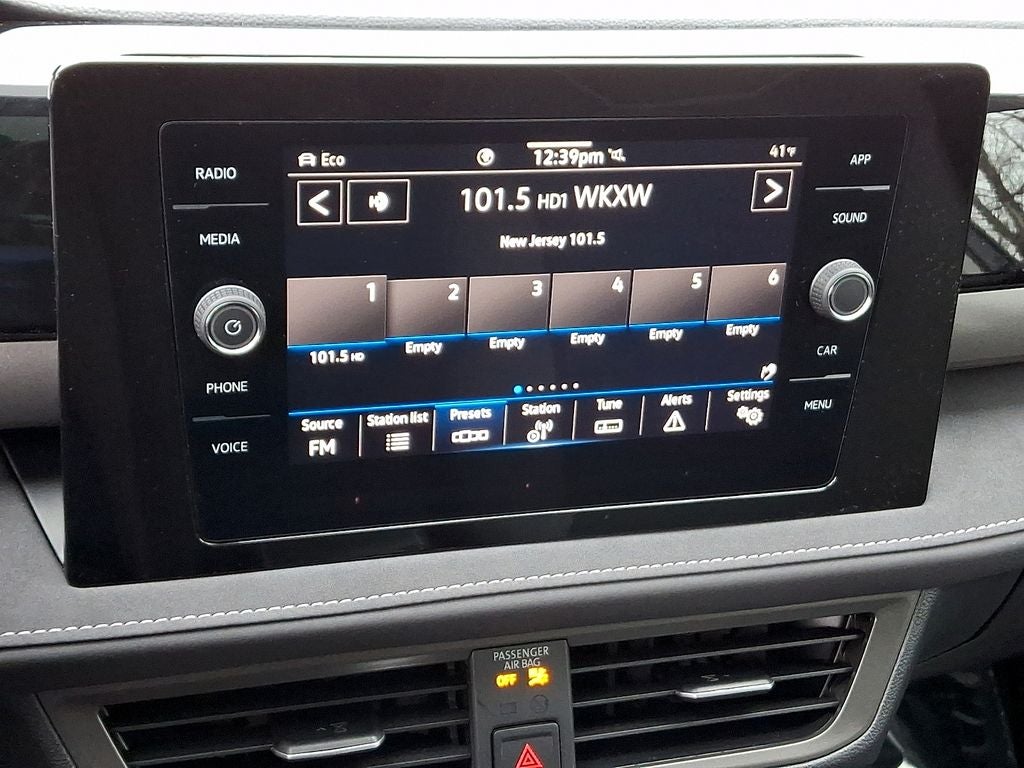 RADIO
MEDIA
PHONE
VOICE
Eco 12:39pm 41°F
101.5 HD1 WKXW
New Jersey 101.5
1 2 3 4 5 6
101.5 HD Empty Empty Empty Empty Empty
Source Station list Presets Station Tune Alerts Settings
FM
APP
SOUND
CAR
MENU
PASSENGER
AIR BAG
OFF